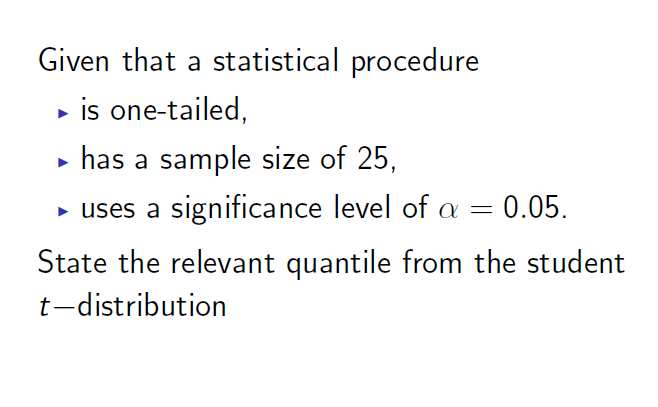 Given that a statistical procedure
▸ is one-tailed,
▸ has a sample size of 25,
▸ uses a significance level of α = 0.05.
State the relevant quantile from the student
t−distribution